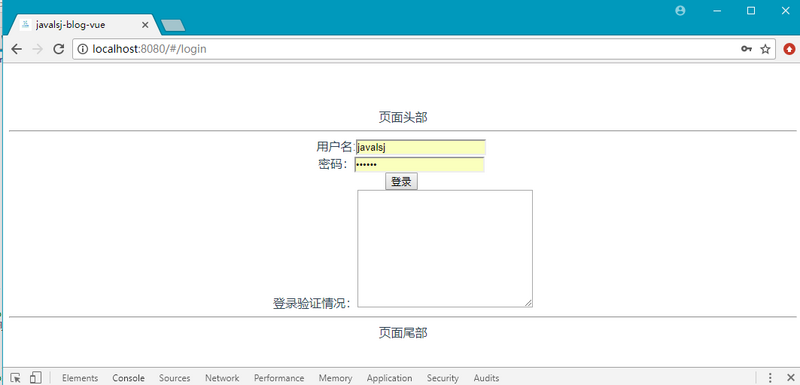 javalsj-blog-vue
localhost:8080/#/login
页面头部
用户名:javalsj
密码: ••••••
登录
登录验证情况:
页面尾部
Elements Console Sources Network Performance Memory Application Security Audits